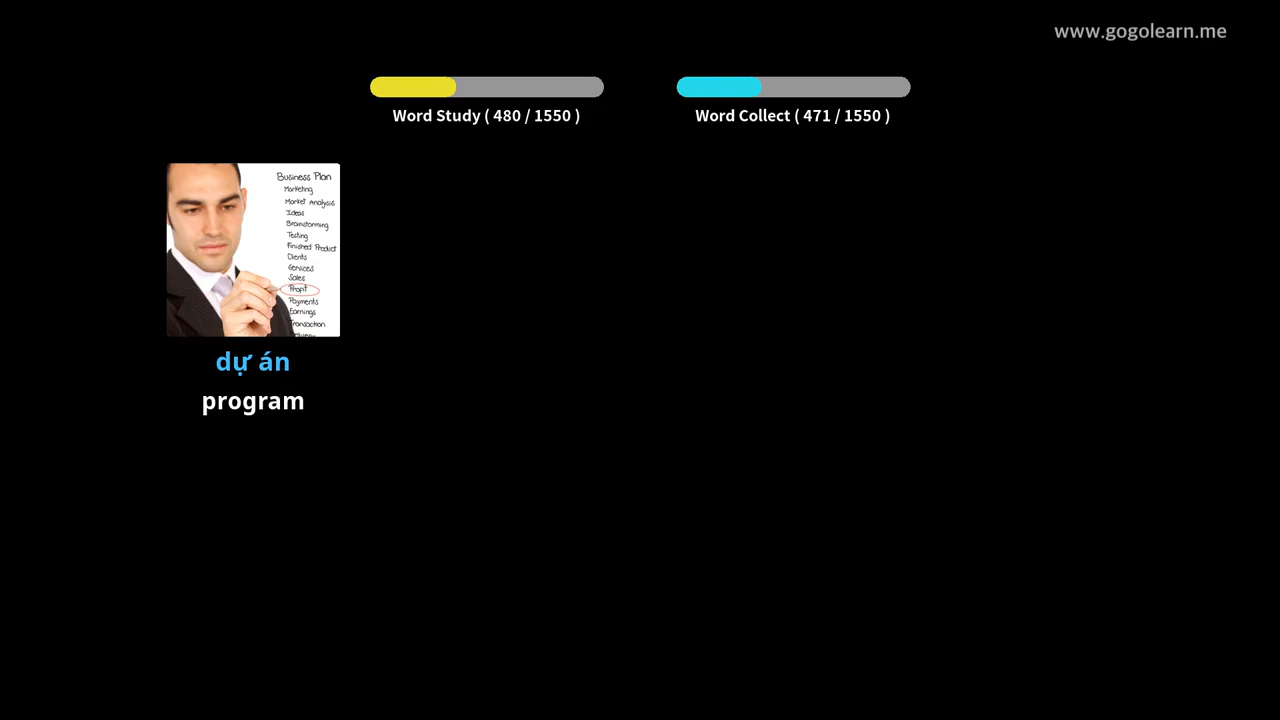 www.gogolearn.me
Word Study ( 480 / 1550 )
Word Collect ( 471 / 1550 )
Business Plan
Marketing
Market Analysis
Ideas
Brainstorming
Testing
Finished Product
Clients
Services
Sales
Profit
Payments
Earnings
Transaction
dự án
program